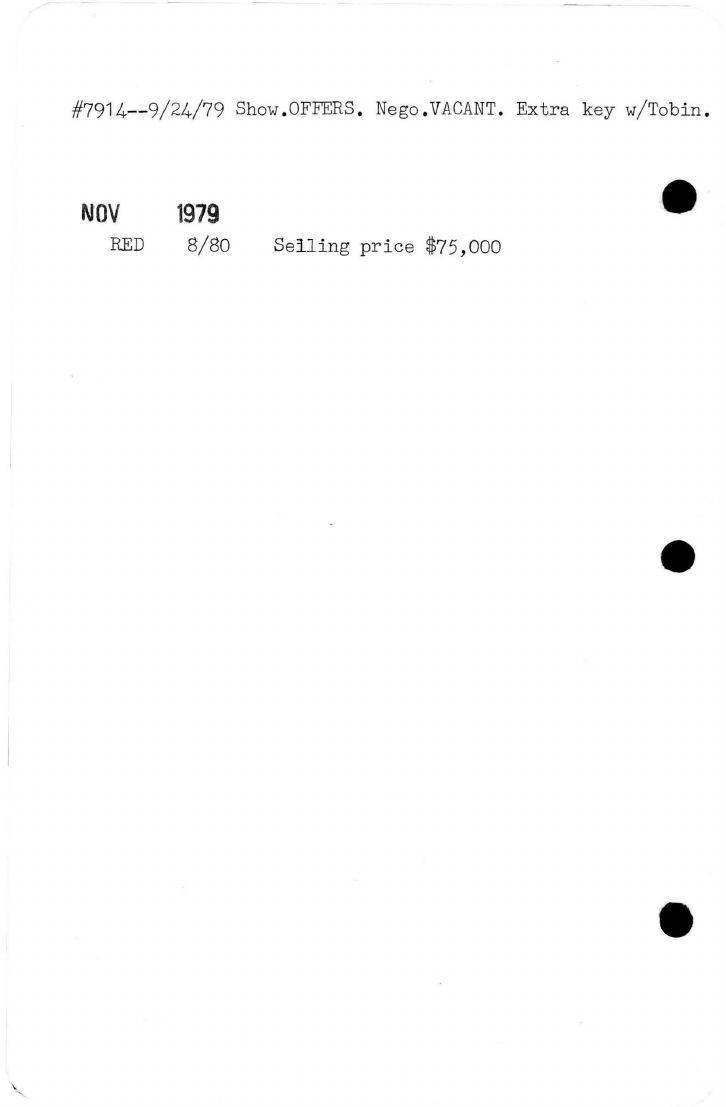 #7914--9/24/79 Show.OFFERS. Nego.VACANT. Extra key w/Tobin.
NOV 1979
RED 8/80 Selling price $75,000